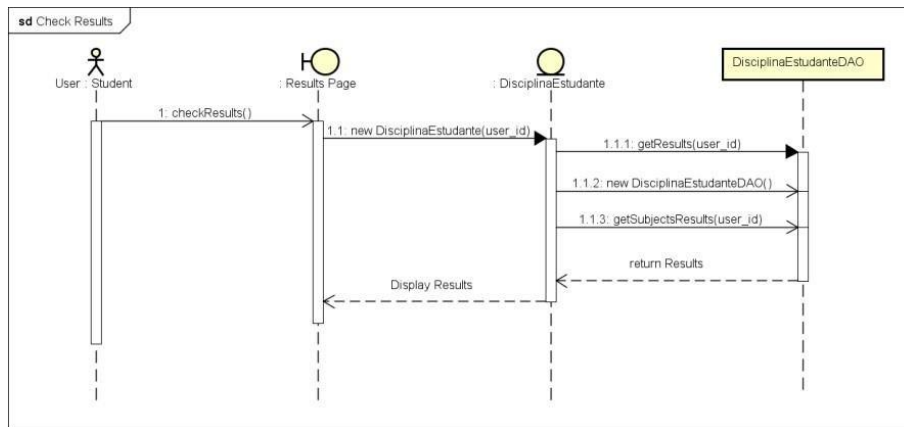 sd Check Results
User : Student
: Results Page
: DisciplinaEstudante
DisciplinaEstudanteDAO
1: checkResults()
1.1: new DisciplinaEstudante(user_id)
1.1.1: getResults(user_id)
1.1.2: new DisciplinaEstudanteDAO()
1.1.3: getSubjectsResults(user_id)
return Results
Display Results